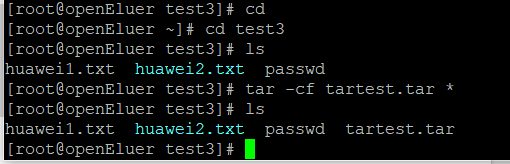 [root@openEluer test3]# cd
[root@openEluer ~]# cd test3
[root@openEluer test3]# ls
huawei1.txt  huawei2.txt  passwd
[root@openEluer test3]# tar -cf tartest.tar *
[root@openEluer test3]# ls
huawei1.txt  huawei2.txt  passwd  tartest.tar
[root@openEluer test3]#